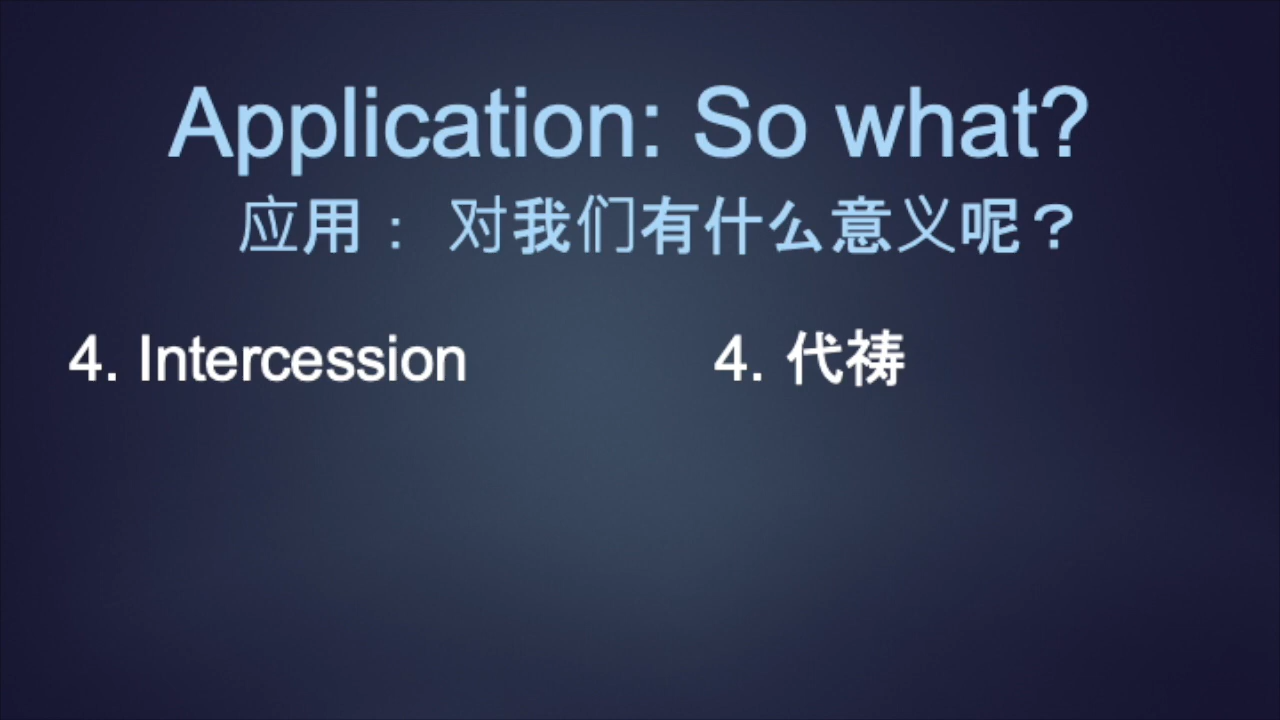 Application: So what?
应用： 对我们有什么意义呢？
4. Intercession
4. 代祷